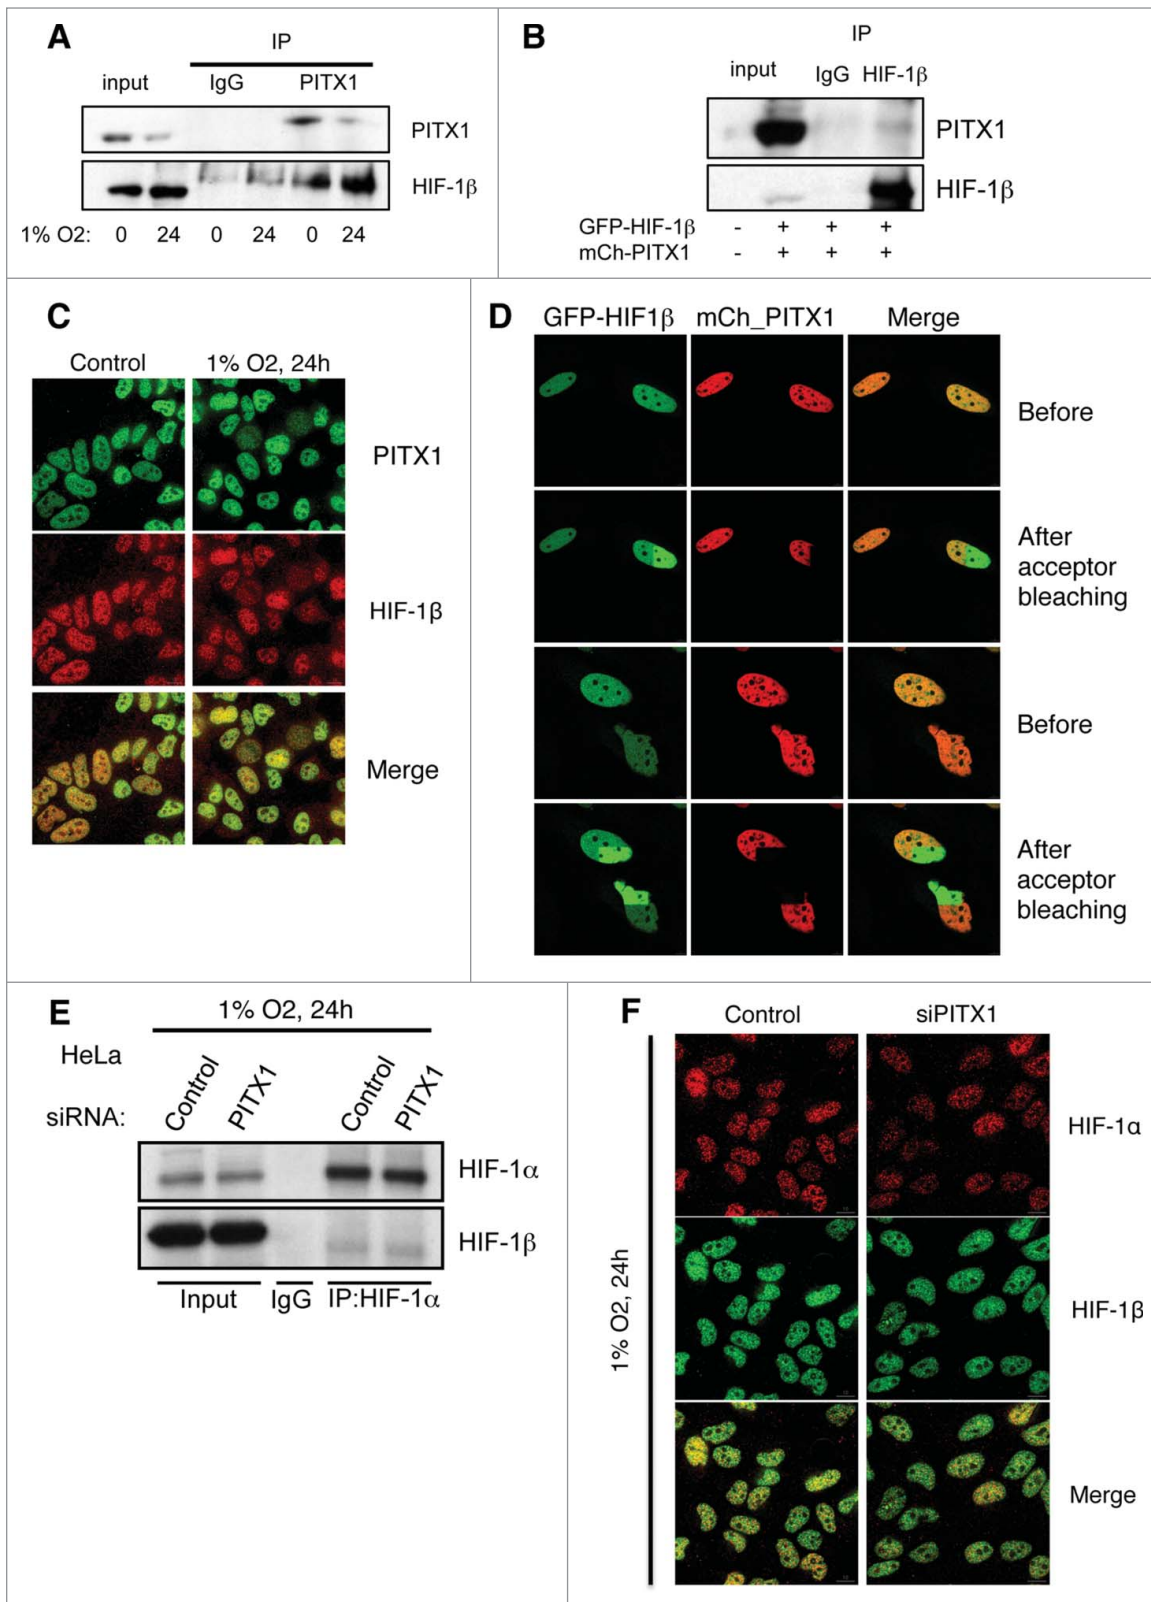 A
IP
input IgG PITX1
PITX1
HIF-1β
1% O2: 0 24 0 24 0 24
B
IP
input IgG HIF-1β
PITX1
HIF-1β
GFP-HIF-1β - + + +
mCh-PITX1 - + + +
C
Control 1% O2, 24h
PITX1
HIF-1β
Merge
D
GFP-HIF1β mCh_PITX1 Merge
Before
After
acceptor
bleaching
Before
After
acceptor
bleaching
E
1% O2, 24h
HeLa
siRNA: Control PITX1 Control PITX1
HIF-1α
HIF-1β
Input IgG IP:HIF-1α
F
Control siPITX1
1% O2, 24h
HIF-1α
HIF-1β
Merge